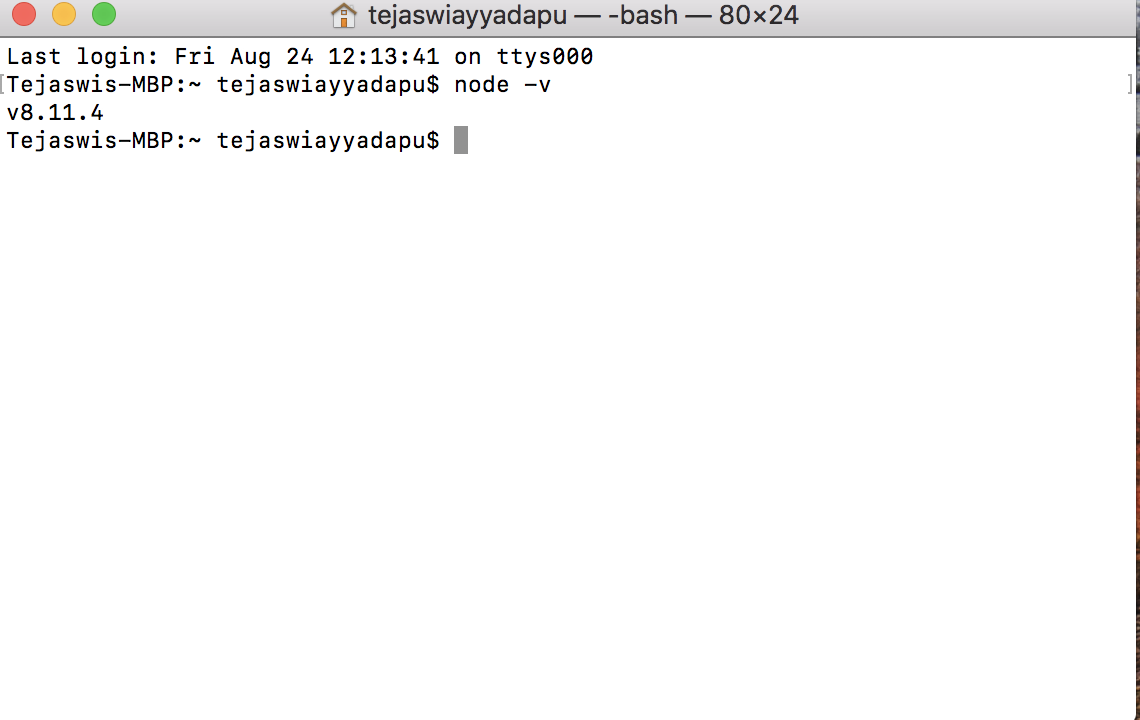 tejaswiayyadapu — -bash — 80×24
Last login: Fri Aug 24 12:13:41 on ttys000
[Tejaswis-MBP:~ tejaswiayyadapu$ node -v ]
v8.11.4
Tejaswis-MBP:~ tejaswiayyadapu$